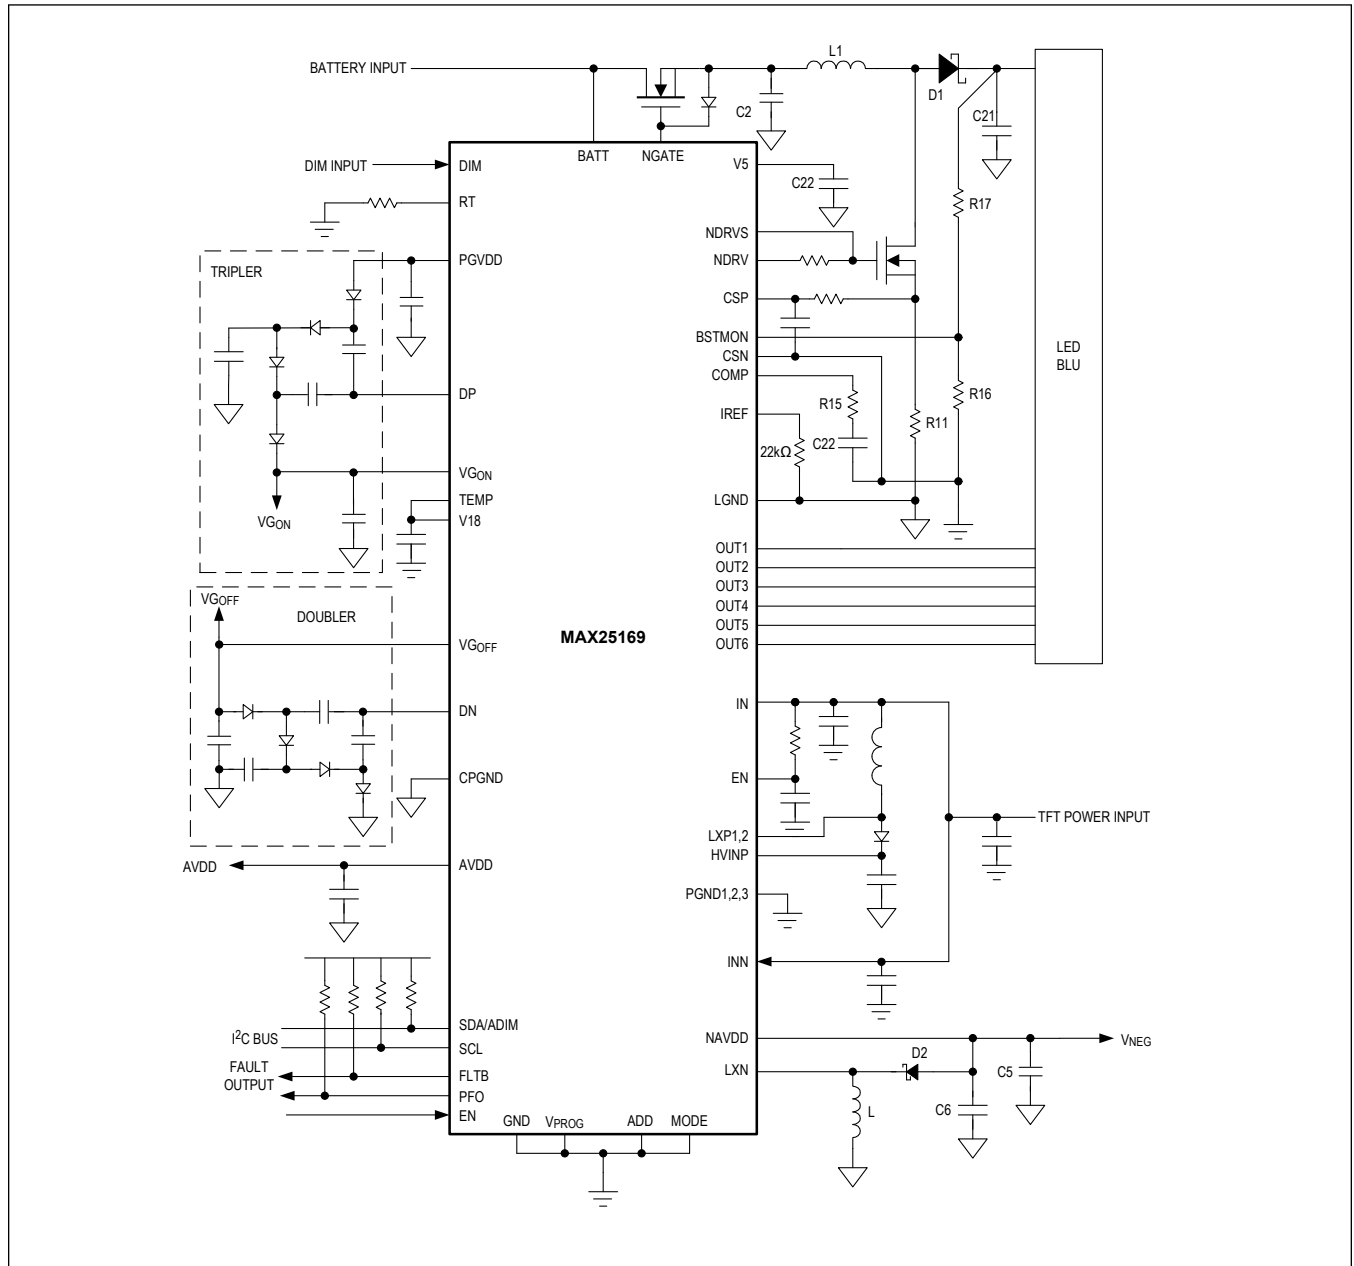 BATTERY INPUT
L1
D1
C2
C21
BATT
NGATE
DIM INPUT
DIM
V5
C22
RT
R17
NDRVS
TRIPLER
PGVDD
NDRV
CSP
BSTMON
CSN
LED
BLU
COMP
DP
R15
R16
IREF
R11
22kΩ
C22
VGON
TEMP
LGND
V18
VGON
OUT1
OUT2
OUT3
VGOFF
OUT4
DOUBLER
OUT5
MAX25169
VGOFF
OUT6
IN
DN
EN
CPGND
TFT POWER INPUT
LXP1,2
HVINP
AVDD
AVDD
PGND1,2,3
INN
SDA/ADIM
I2C BUS
NAVDD
VNEG
SCL
D2
FAULT
OUTPUT
FLTB
LXN
C5
PFO
L
C6
EN
GND
VPROG
ADD
MODE